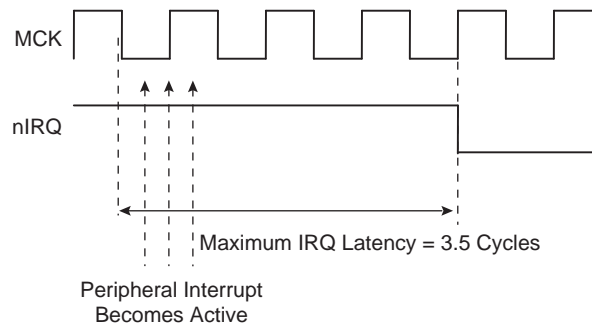 MCK
nIRQ
Maximum IRQ Latency = 3.5 Cycles
Peripheral Interrupt
Becomes Active